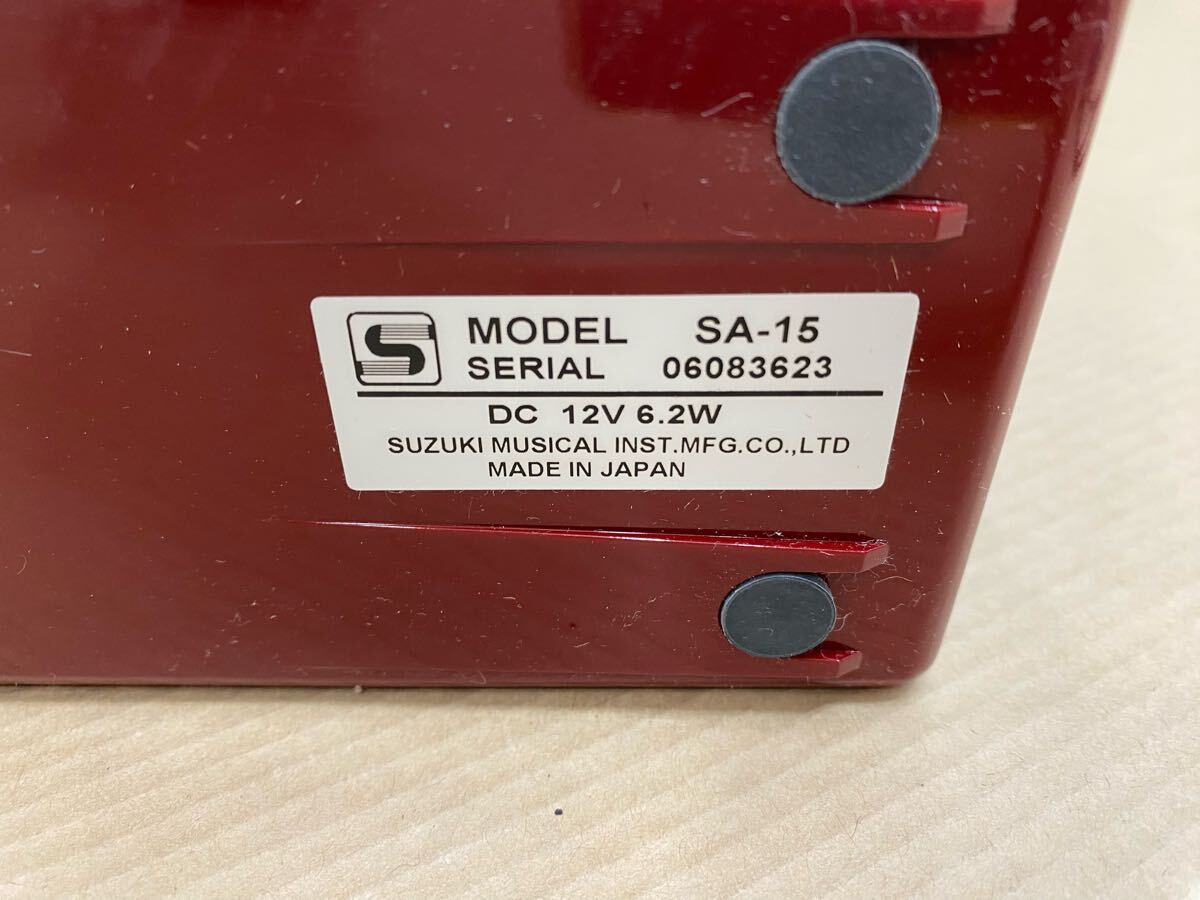 S MODEL SA-15
SERIAL 06083623
DC 12V 6.2W
SUZUKI MUSICAL INST.MFG.CO.,LTD
MADE IN JAPAN